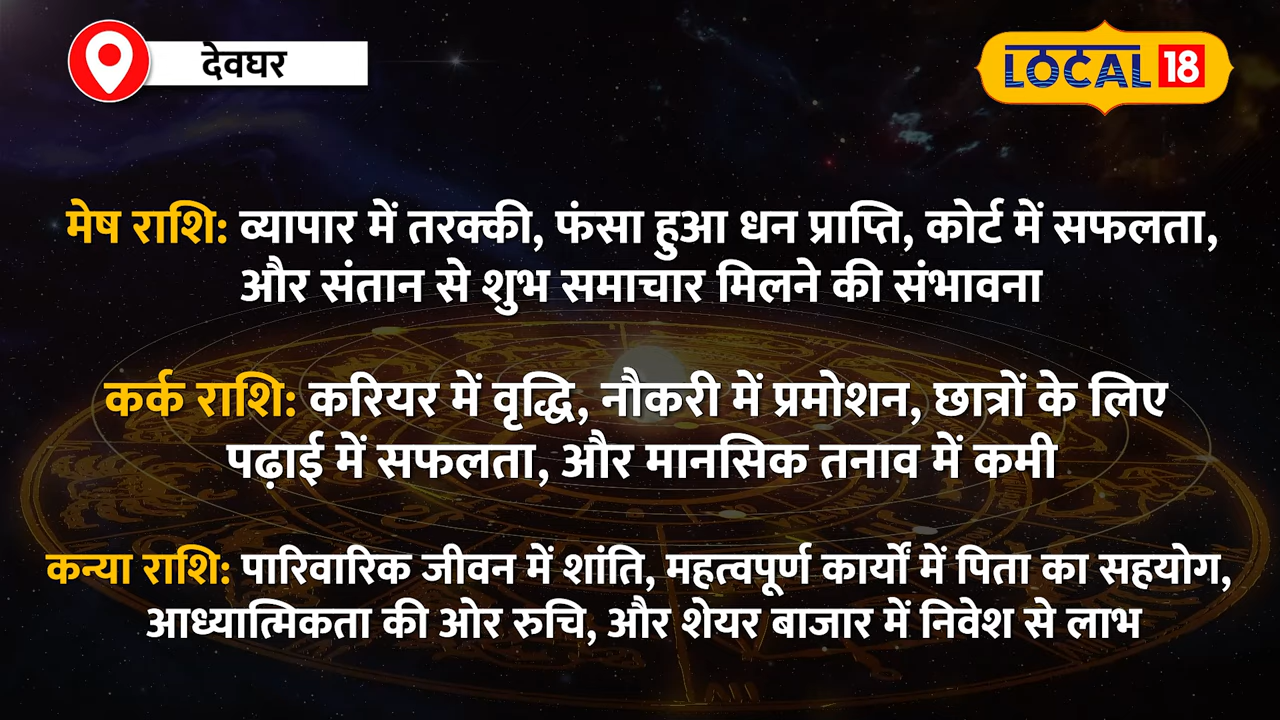 देवघर
LOCAL 18
मेष राशि: व्यापार में तरक्की, फंसा हुआ धन प्राप्ति, कोर्ट में सफलता,
और संतान से शुभ समाचार मिलने की संभावना
कर्क राशि: करियर में वृद्धि, नौकरी में प्रमोशन, छात्रों के लिए
पढ़ाई में सफलता, और मानसिक तनाव में कमी
कन्या राशि: पारिवारिक जीवन में शांति, महत्वपूर्ण कार्यों में पिता का सहयोग,
आध्यात्मिकता की ओर रुचि, और शेयर बाजार में निवेश से लाभ